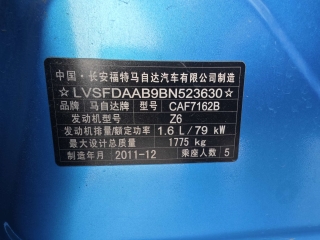 中国·长安福特马自达汽车有限公司制造
☆LVSFDAAB9BN523630☆
品牌 马自达牌 型号 CAF7162B
发动机型号 Z6
发动机排量/额定功率 1.6 L/79 kW
最大设计总质量 1775 kg
制造年月 2011-12 乘座人数 5